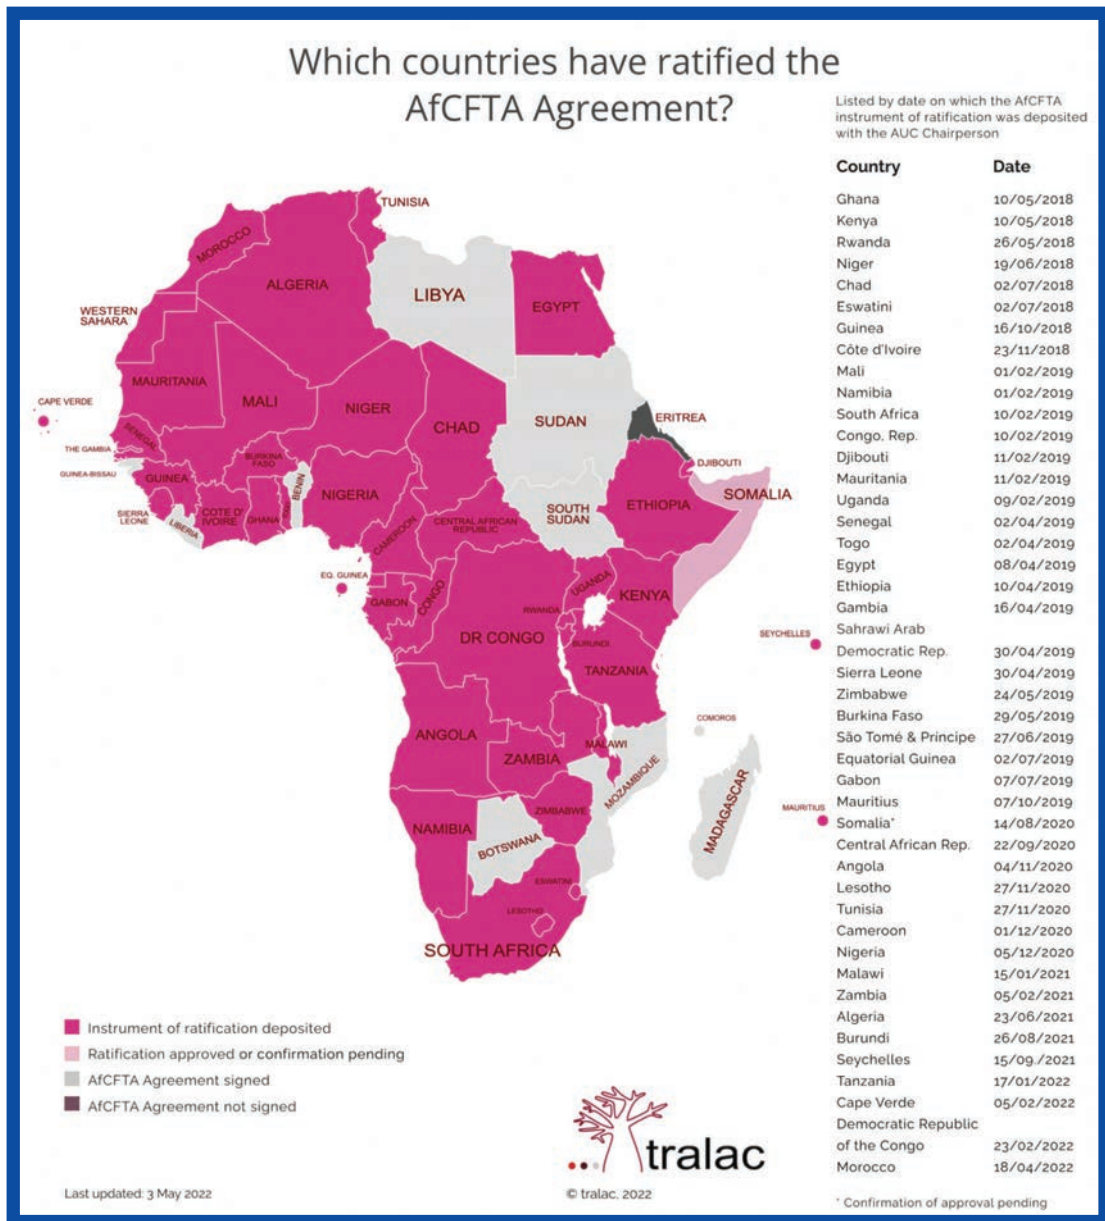 Which countries have ratified the
AfCFTA Agreement?
Listed by date on which the AfCFTA
instrument of ratification was deposited
with the AUC Chairperson
Country Date
Ghana 10/05/2018
Kenya 10/05/2018
Rwanda 26/05/2018
Niger 19/06/2018
Chad 02/07/2018
Eswatini 02/07/2018
Guinea 16/10/2018
Côte d'Ivoire 23/11/2018
Mali 01/02/2019
Namibia 01/02/2019
South Africa 10/02/2019
Congo, Rep. 10/02/2019
Djibouti 11/02/2019
Mauritania 11/02/2019
Uganda 09/02/2019
Senegal 02/04/2019
Togo 02/04/2019
Egypt 08/04/2019
Ethiopia 10/04/2019
Gambia 16/04/2019
Sahrawi Arab
Democratic Rep. 30/04/2019
Sierra Leone 30/04/2019
Zimbabwe 24/05/2019
Burkina Faso 29/05/2019
São Tomé & Principe 27/06/2019
Equatorial Guinea 02/07/2019
Gabon 07/07/2019
Mauritius 07/10/2019
Somalia* 14/08/2020
Central African Rep. 22/09/2020
Angola 04/11/2020
Lesotho 27/11/2020
Tunisia 27/11/2020
Cameroon 01/12/2020
Nigeria 05/12/2020
Malawi 15/01/2021
Zambia 05/02/2021
Algeria 23/06/2021
Burundi 26/08/2021
Seychelles 15/09./2021
Tanzania 17/01/2022
Cape Verde 05/02/2022
Democratic Republic
of the Congo 23/02/2022
Morocco 18/04/2022
* Confirmation of approval pending
TUNISIA
MOROCCO
ALGERIA
LIBYA
EGYPT
WESTERN
SAHARA
MAURITANIA
MALI
NIGER
CHAD
SUDAN
ERITREA
CAPE VERDE
SENEGAL
THE GAMBIA
GUINEA-BISSAU
GUINEA
BURKINA
FASO
BENIN
NIGERIA
DJIBOUTI
SOMALIA
ETHIOPIA
SOUTH
SUDAN
SIERRA
LEONE
LIBERIA
COTE D'
IVOIRE
GHANA
CAMEROON
CENTRAL AFRICAN
REPUBLIC
EQ. GUINEA
GABON
CONGO
UGANDA
KENYA
RWANDA
DR CONGO
BURUNDI
TANZANIA
SEYCHELLES
COMOROS
ANGOLA
ZAMBIA
MALAWI
MOZAMBIQUE
MADAGASCAR
MAURITIUS
NAMIBIA
ZIMBABWE
BOTSWANA
ESWATINI
LESOTHO
SOUTH AFRICA
Instrument of ratification deposited
Ratification approved or confirmation pending
AfCFTA Agreement signed
AfCFTA Agreement not signed
tralac
Last updated: 3 May 2022
© tralac, 2022